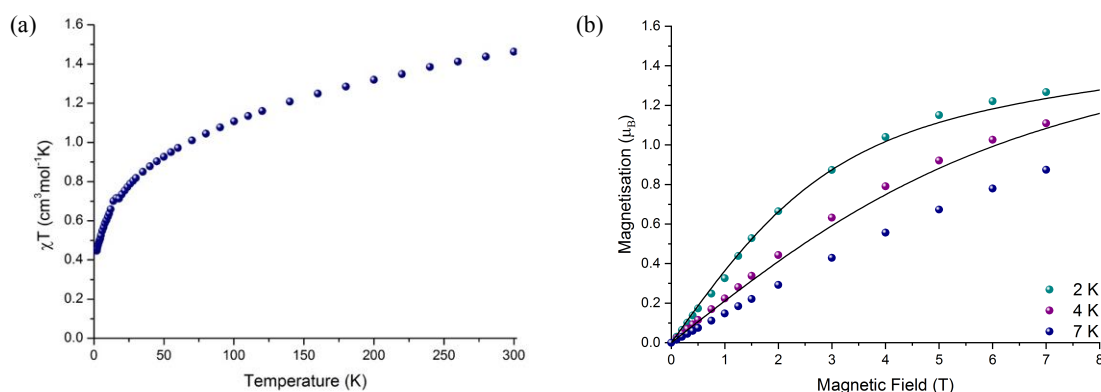 (a)
χT (cm³mol⁻¹K)
1.6
1.4
1.2
1.0
0.8
0.6
0.4
0.2
0.0
0 50 100 150 200 250 300
Temperature (K)
(b)
Magnetisation (μB)
1.6
1.4
1.2
1.0
0.8
0.6
0.4
0.2
0.0
2 K
4 K
7 K
0 1 2 3 4 5 6 7 8
Magnetic Field (T)